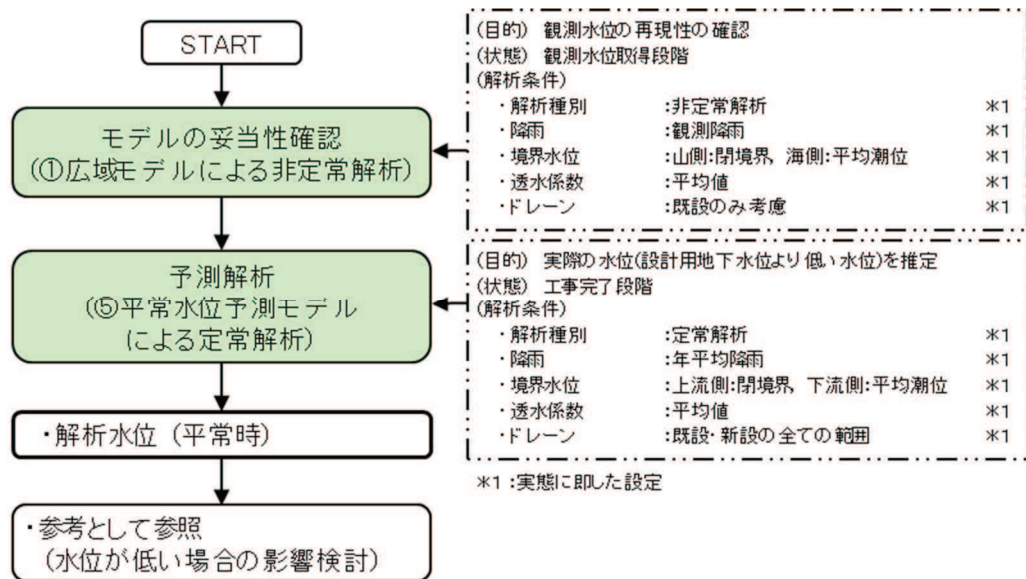 START
モデルの妥当性確認
(①広域モデルによる非定常解析)
予測解析
(⑤平常水位予測モデル
による定常解析)
・解析水位 (平常時)
・参考として参照
(水位が低い場合の影響検討)
(目的) 観測水位の再現性の確認
(状態) 観測水位取得段階
(解析条件)
・解析種別 :非定常解析 *1
・降雨 :観測降雨 *1
・境界水位 :山側:閉境界, 海側:平均潮位 *1
・透水係数 :平均値 *1
・ドレーン :既設のみ考慮 *1
(目的) 実際の水位(設計用地下水位より低い水位)を推定
(状態) 工事完了段階
(解析条件)
・解析種別 :定常解析 *1
・降雨 :年平均降雨 *1
・境界水位 :上流側:閉境界, 下流側:平均潮位 *1
・透水係数 :平均値 *1
・ドレーン :既設・新設の全ての範囲 *1
*1 :実態に即した設定